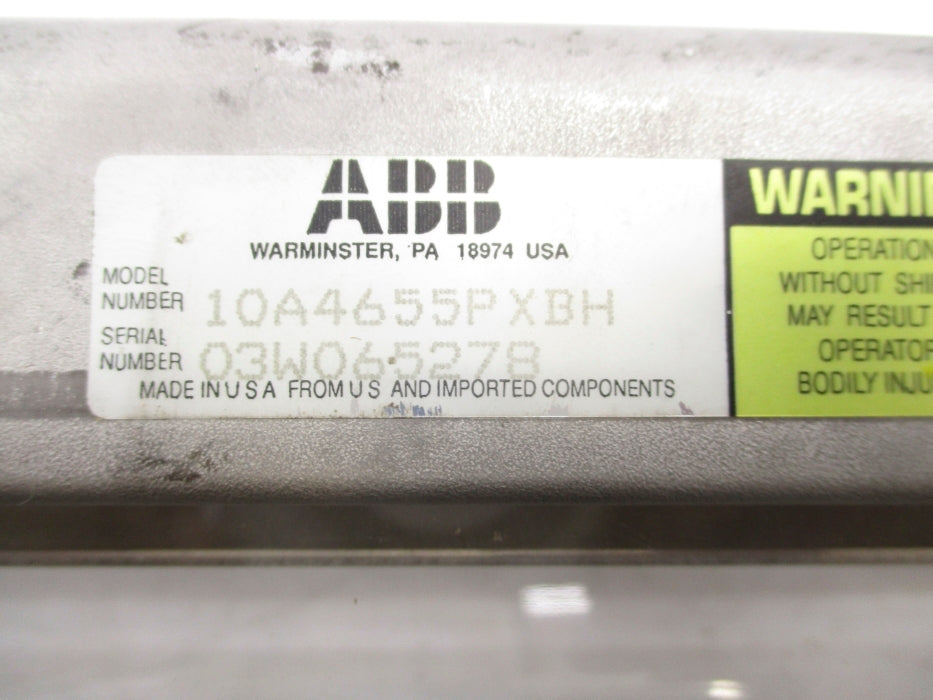 ABB
WARMINSTER, PA 18974 USA
MODEL
NUMBER 10A4655PXBH
SERIAL
NUMBER 03W065278
MADE IN U S A FROM U S AND IMPORTED COMPONENTS
WARNIN
OPERATION
WITHOUT SHI
MAY RESULT
OPERATOR
BODILY INJU